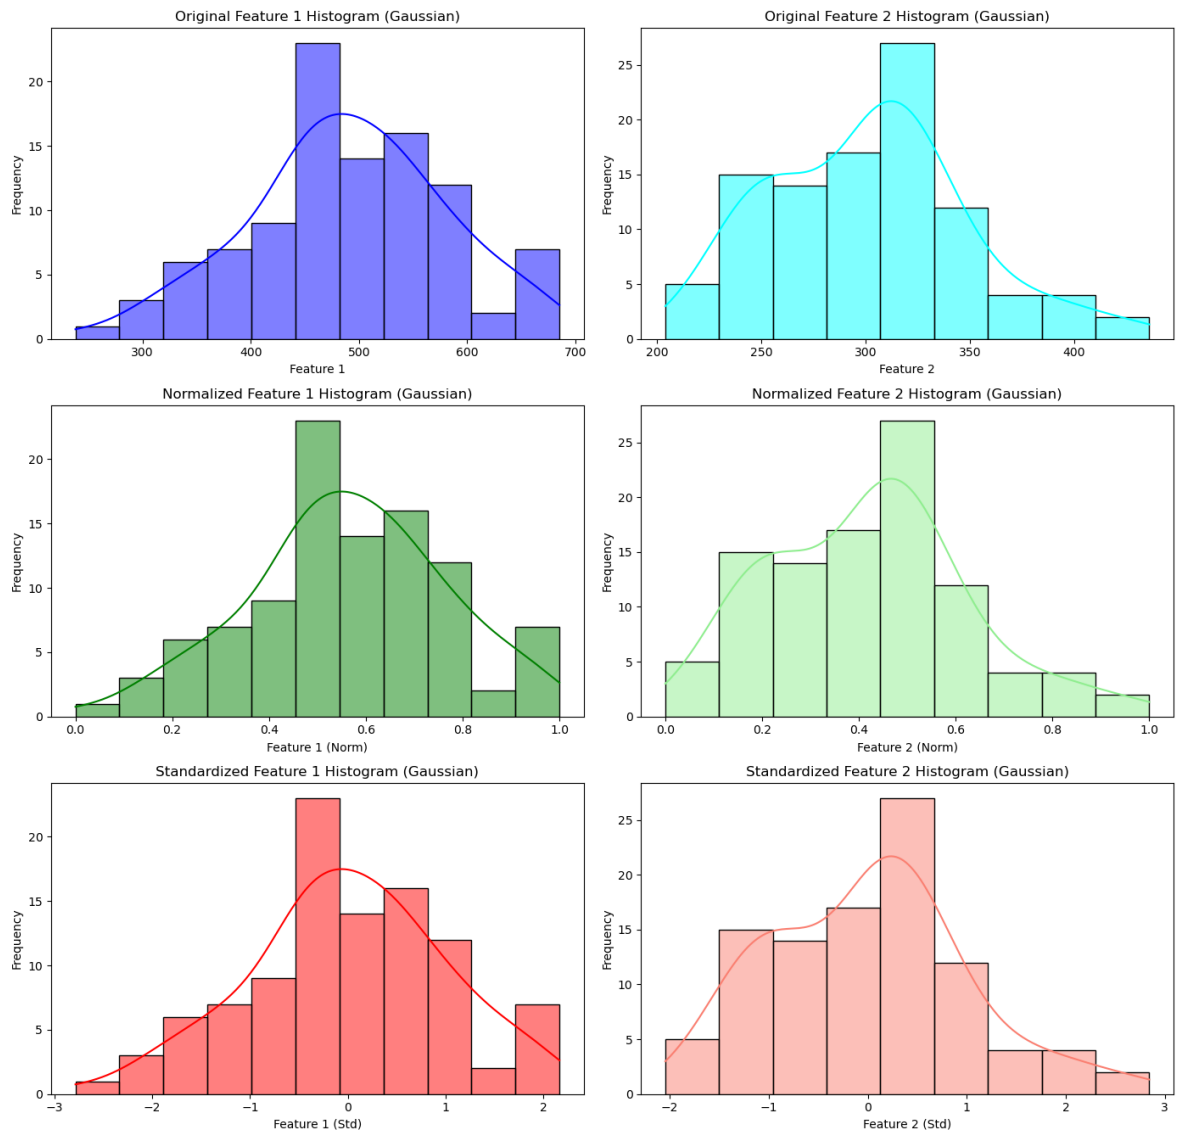 Original Feature 1 Histogram (Gaussian)
Frequency
20
15
10
5
0
300 400 500 600 700
Feature 1
Original Feature 2 Histogram (Gaussian)
Frequency
25
20
15
10
5
0
200 250 300 350 400
Feature 2
Normalized Feature 1 Histogram (Gaussian)
Frequency
20
15
10
5
0
0.0 0.2 0.4 0.6 0.8 1.0
Feature 1 (Norm)
Normalized Feature 2 Histogram (Gaussian)
Frequency
25
20
15
10
5
0
0.0 0.2 0.4 0.6 0.8 1.0
Feature 2 (Norm)
Standardized Feature 1 Histogram (Gaussian)
Frequency
20
15
10
5
0
−3 −2 −1 0 1 2
Feature 1 (Std)
Standardized Feature 2 Histogram (Gaussian)
Frequency
25
20
15
10
5
0
−2 −1 0 1 2 3
Feature 2 (Std)